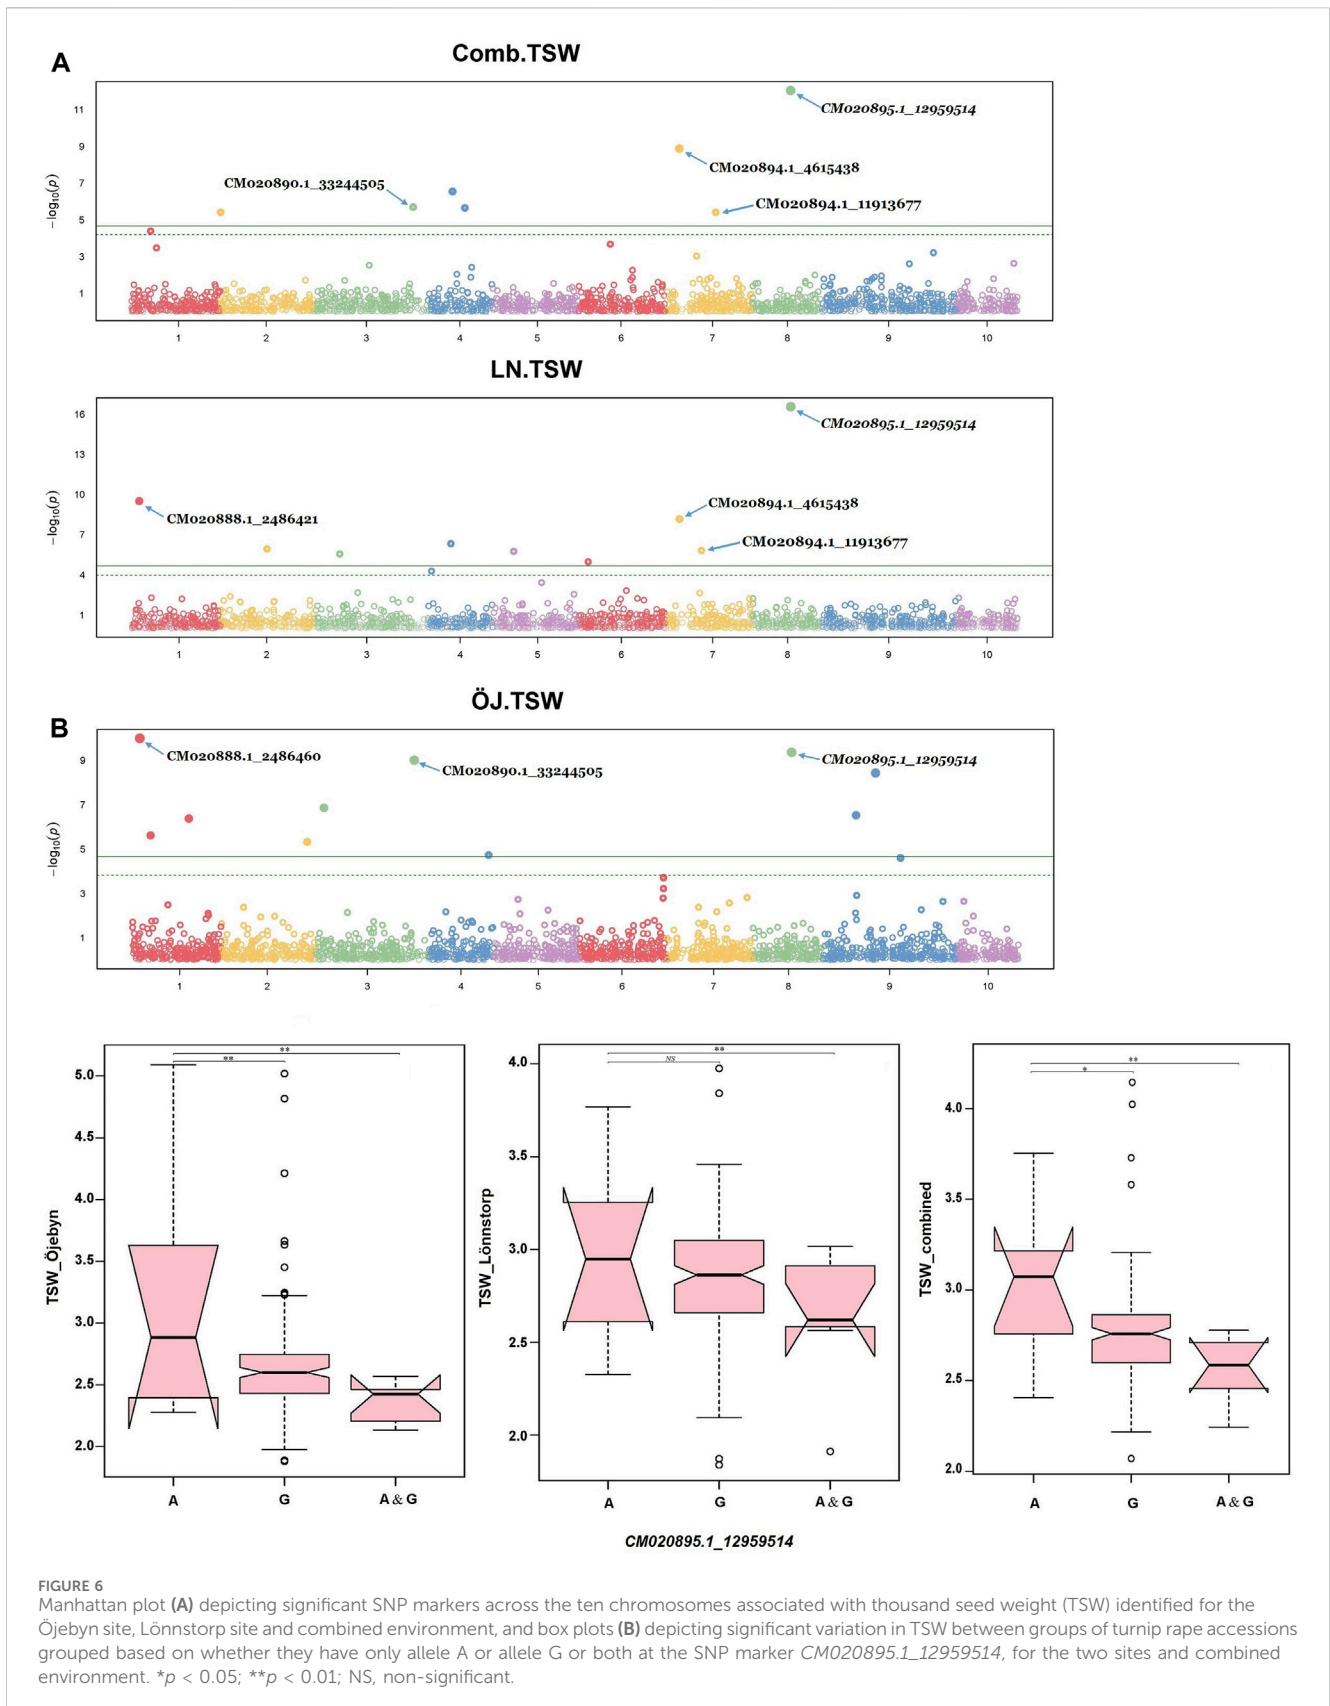 A
Comb.TSW
11
9
7
5
3
1
−log10(p)
CM020895.1_12959514
CM020894.1_4615438
CM020890.1_33244505
CM020894.1_11913677
1 2 3 4 5 6 7 8 9 10
LN.TSW
16
13
10
7
4
1
−log10(p)
CM020895.1_12959514
CM020894.1_4615438
CM020888.1_2486421
CM020894.1_11913677
1 2 3 4 5 6 7 8 9 10
B
ÖJ.TSW
9
7
5
3
1
−log10(p)
CM020888.1_2486460
CM020890.1_33244505
CM020895.1_12959514
1 2 3 4 5 6 7 8 9 10
TSW_Öjebyn
5.0
4.5
4.0
3.5
3.0
2.5
2.0
**
**
A G A & G
TSW_Lönnstorp
4.0
3.5
3.0
2.5
2.0
**
NS
A G A & G
TSW_combined
4.0
3.5
3.0
2.5
2.0
**
*
A G A & G
CM020895.1_12959514
FIGURE 6
Manhattan plot (A) depicting significant SNP markers across the ten chromosomes associated with thousand seed weight (TSW) identified for the
Öjebyn site, Lönnstorp site and combined environment, and box plots (B) depicting significant variation in TSW between groups of turnip rape accessions
grouped based on whether they have only allele A or allele G or both at the SNP marker CM020895.1_12959514, for the two sites and combined
environment. *p < 0.05; **p < 0.01; NS, non-significant.